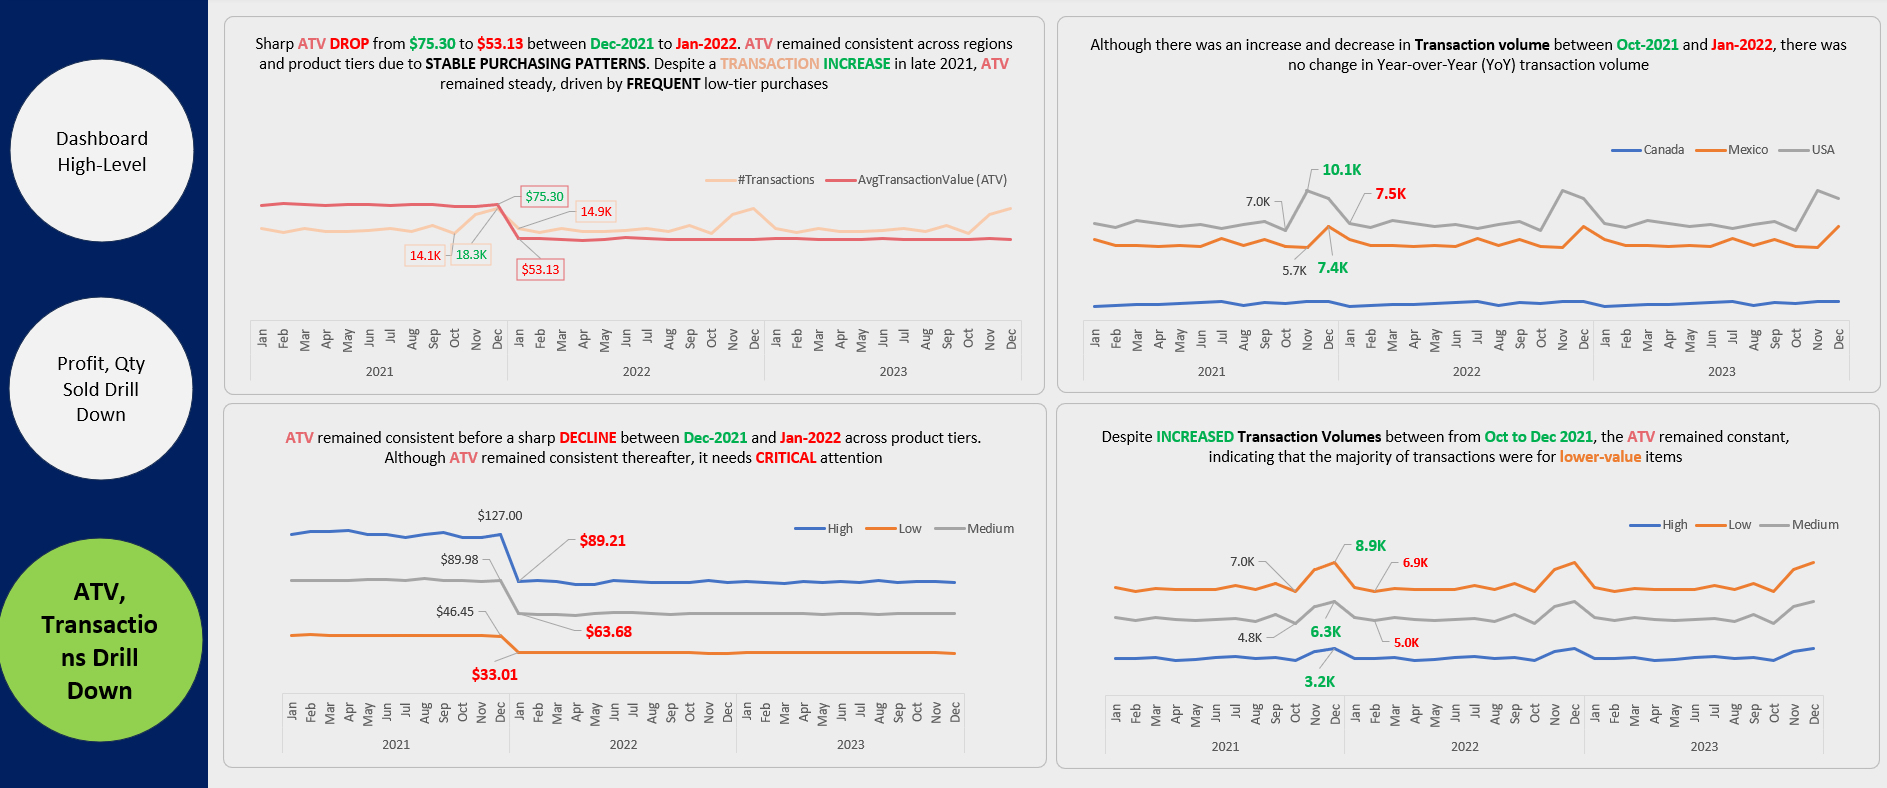 Dashboard
High-Level
Profit, Qty
Sold Drill
Down
ATV,
Transactio
ns Drill
Down
Sharp ATV DROP from $75.30 to $53.13 between Dec-2021 to Jan-2022. ATV remained consistent across regions
and product tiers due to STABLE PURCHASING PATTERNS. Despite a TRANSACTION INCREASE in late 2021, ATV
remained steady, driven by FREQUENT low-tier purchases
#Transactions AvgTransactionValue (ATV)
$75.30
14.9K
14.1K 18.3K
$53.13
Jan Feb Mar Apr May Jun Jul Aug Sep Oct Nov Dec Jan Feb Mar Apr May Jun Jul Aug Sep Oct Nov Dec Jan Feb Mar Apr May Jun Jul Aug Sep Oct Nov Dec
2021 2022 2023
Although there was an increase and decrease in Transaction volume between Oct-2021 and Jan-2022, there was
no change in Year-over-Year (YoY) transaction volume
Canada Mexico USA
10.1K
7.5K
7.0K
5.7K 7.4K
Jan Feb Mar Apr May Jun Jul Aug Sep Oct Nov Dec Jan Feb Mar Apr May Jun Jul Aug Sep Oct Nov Dec Jan Feb Mar Apr May Jun Jul Aug Sep Oct Nov Dec
2021 2022 2023
ATV remained consistent before a sharp DECLINE between Dec-2021 and Jan-2022 across product tiers.
Although ATV remained consistent thereafter, it needs CRITICAL attention
$127.00
High Low Medium
$89.21
$89.98
$46.45
$63.68
$33.01
Jan Feb Mar Apr May Jun Jul Aug Sep Oct Nov Dec Jan Feb Mar Apr May Jun Jul Aug Sep Oct Nov Dec Jan Feb Mar Apr May Jun Jul Aug Sep Oct Nov Dec
2021 2022 2023
Despite INCREASED Transaction Volumes between from Oct to Dec 2021, the ATV remained constant,
indicating that the majority of transactions were for lower-value items
High Low Medium
8.9K
7.0K 6.9K
6.3K
4.8K 5.0K
3.2K
Jan Feb Mar Apr May Jun Jul Aug Sep Oct Nov Dec Jan Feb Mar Apr May Jun Jul Aug Sep Oct Nov Dec Jan Feb Mar Apr May Jun Jul Aug Sep Oct Nov Dec
2021 2022 2023